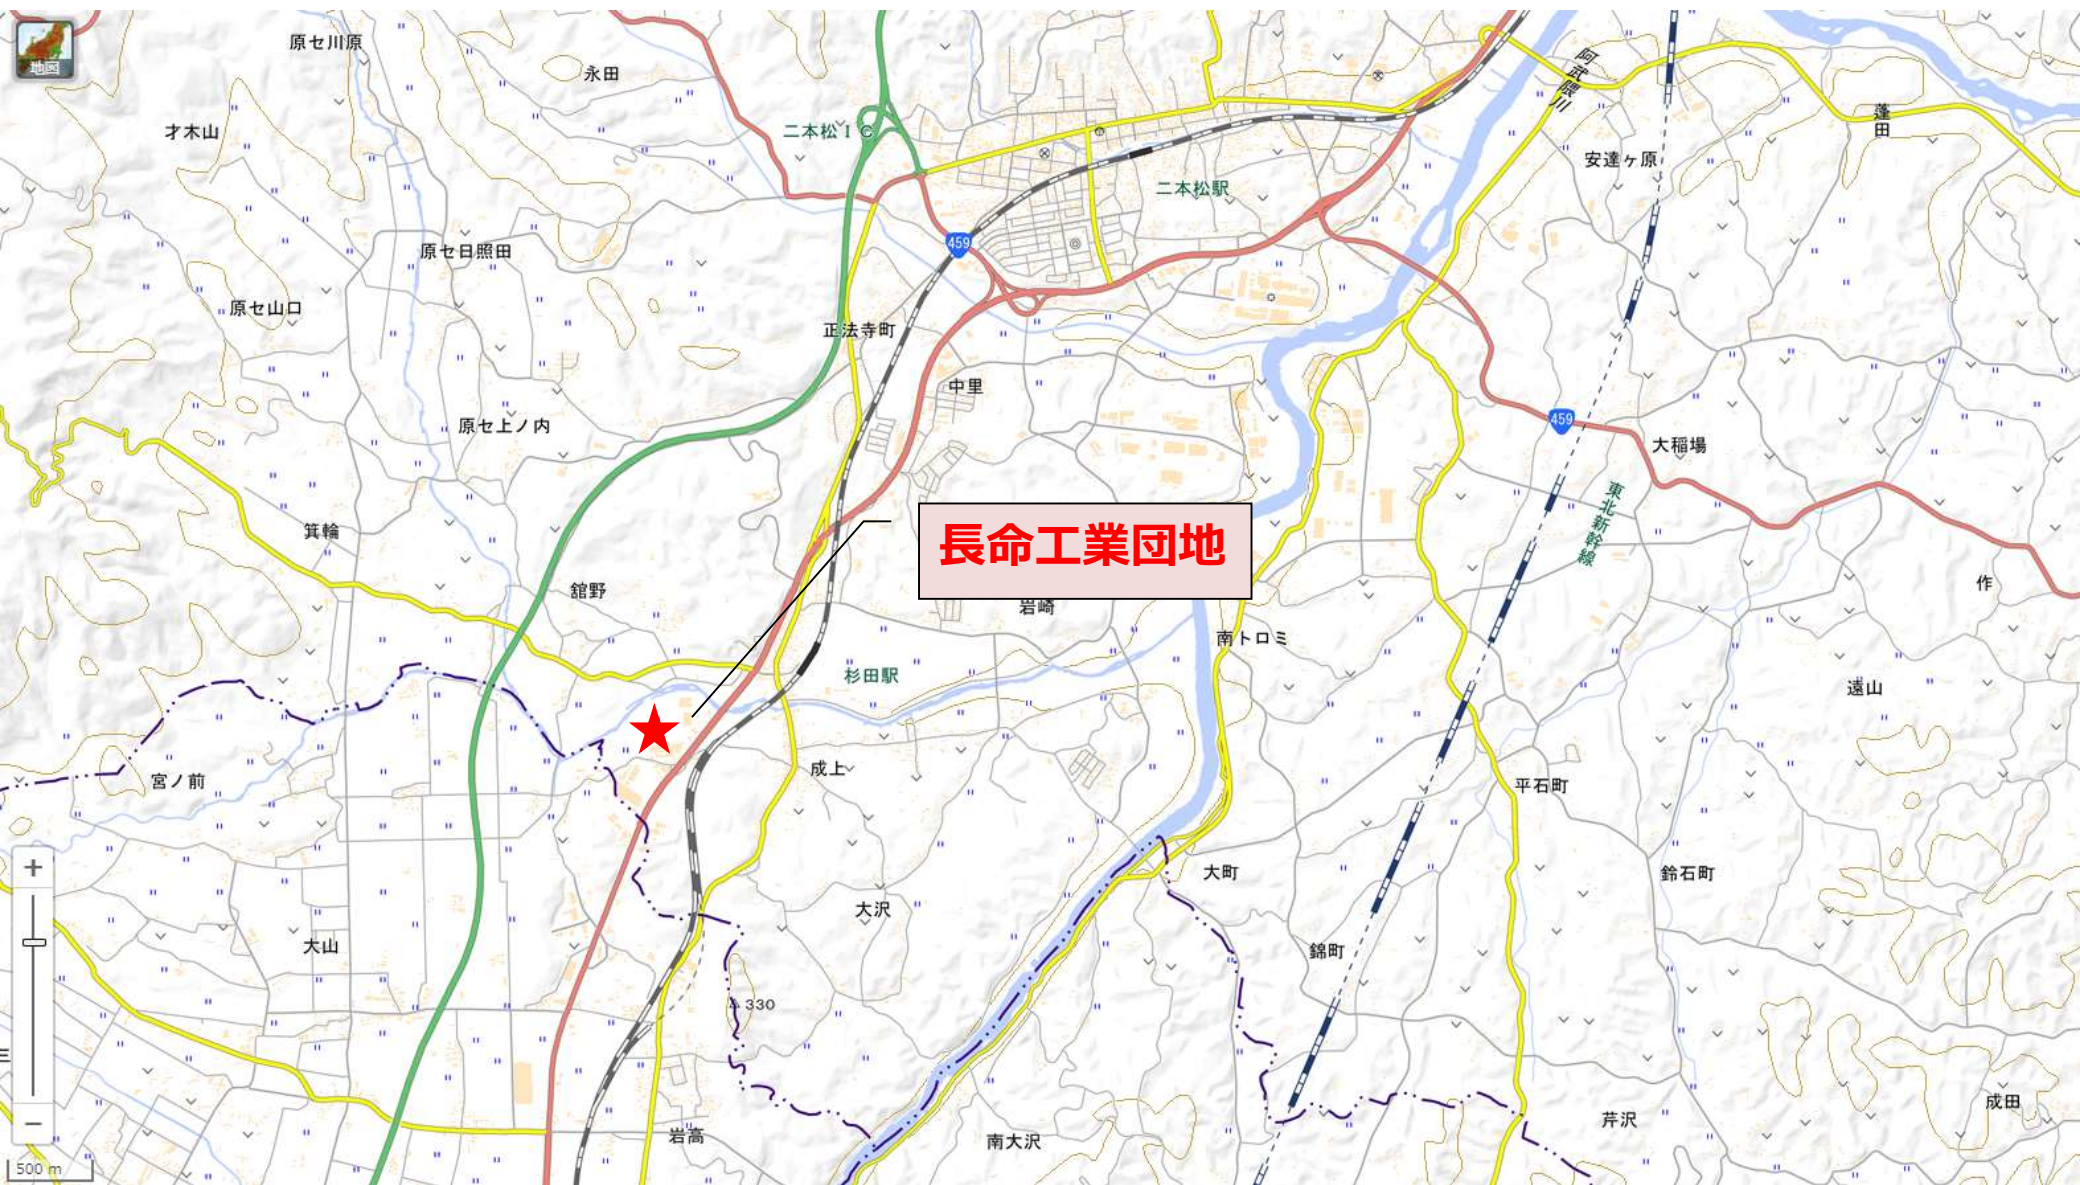 地図
原セ川原
永田
阿武隈川
蓬田
才木山
二本松IC
安達ヶ原
二本松駅
原セ日照田
459
原セ山口
正法寺町
中里
原セ上ノ内
459
大稲場
東北新幹線
箕輪
長命工業団地
舘野
作
岩崎
南トロミ
杉田駅
遠山
宮ノ前
成上
平石町
+
大町
鈴石町
大沢
大山
錦町
330
三
成田
−
岩高
芹沢
南大沢
500 m